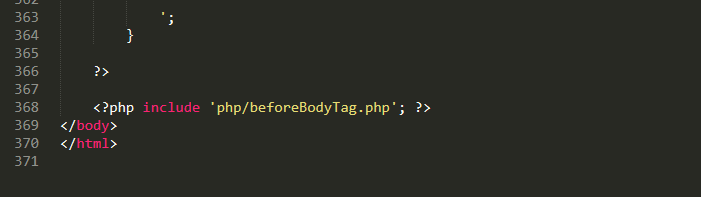 362
363 ';
364 }
365
366 ?>
367
368 <?php include 'php/beforeBodyTag.php'; ?>
369 </body>
370 </html>
371